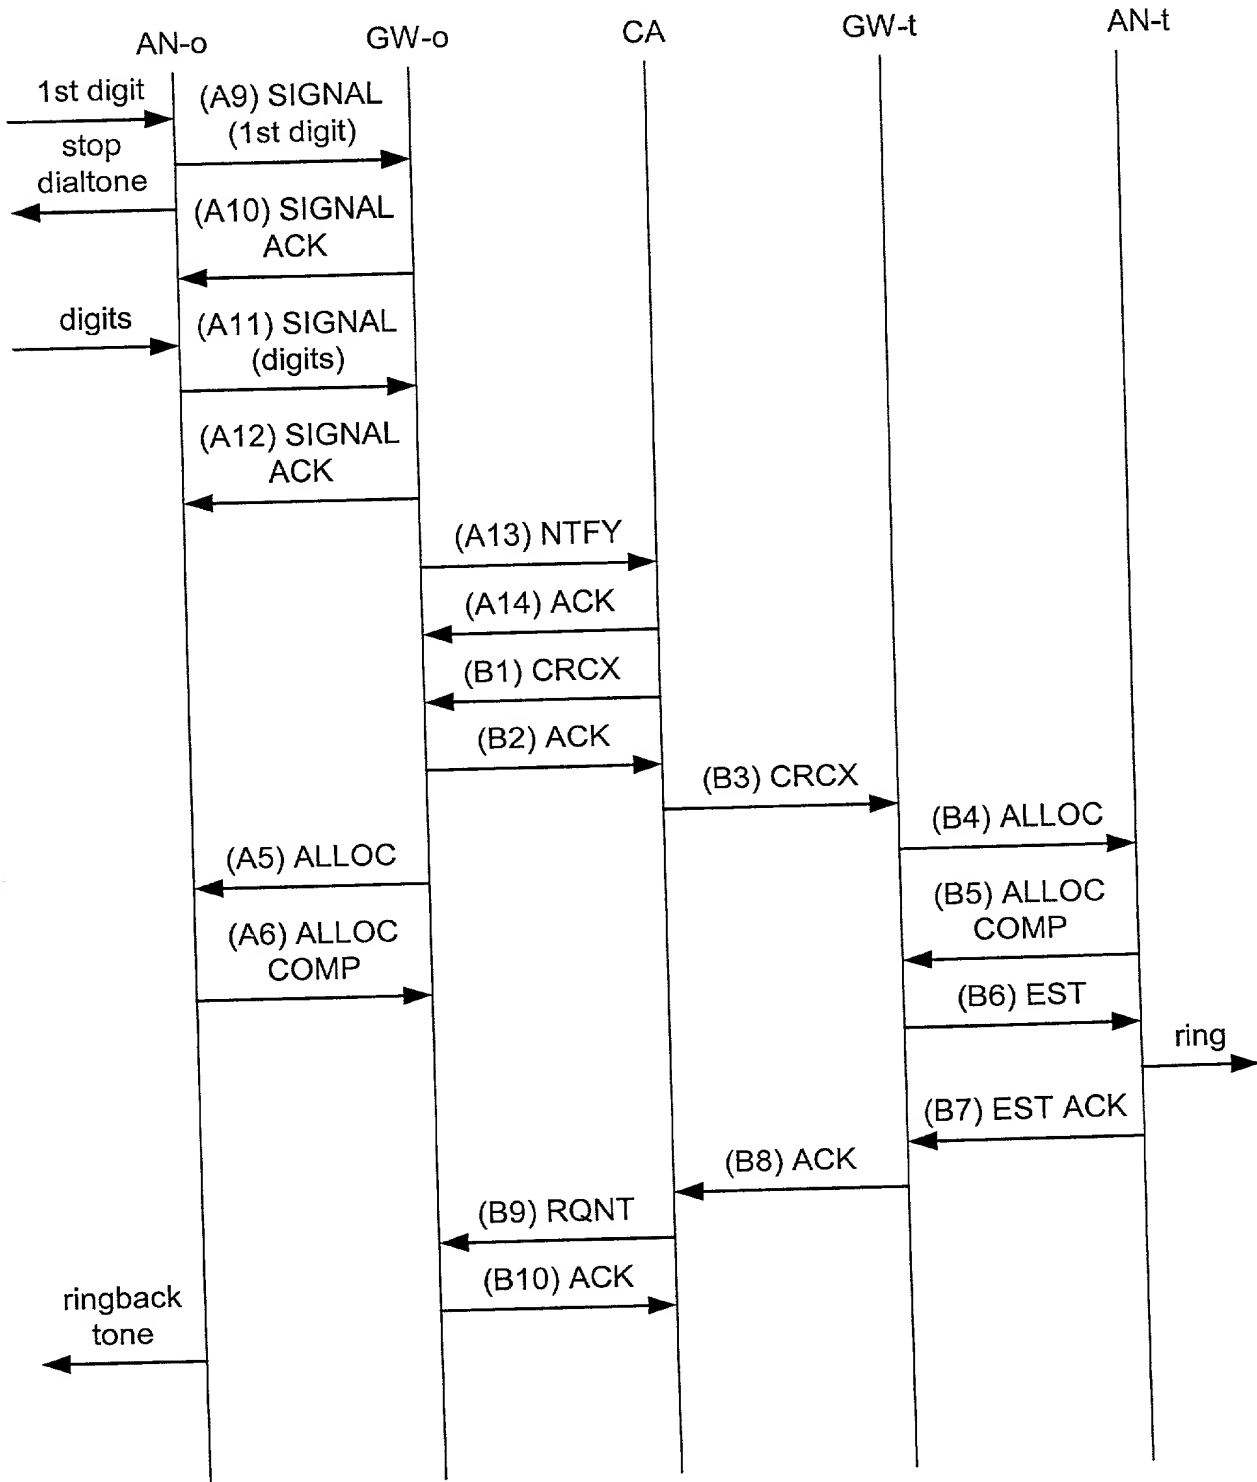 AN-o
GW-o
CA
GW-t
AN-t
1st digit
(A9) SIGNAL
(1st digit)
stop
dialtone
(A10) SIGNAL
ACK
digits
(A11) SIGNAL
(digits)
(A12) SIGNAL
ACK
(A13) NTFY
(A14) ACK
(B1) CRCX
(B2) ACK
(B3) CRCX
(B4) ALLOC
(A5) ALLOC
(B5) ALLOC
COMP
(A6) ALLOC
COMP
(B6) EST
ring
(B7) EST ACK
(B8) ACK
(B9) RQNT
(B10) ACK
ringback
tone